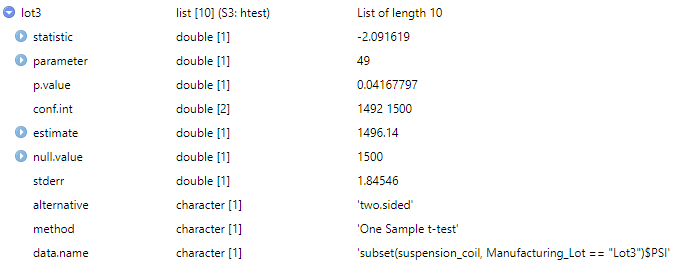 lot3 list [10] (S3: htest) List of length 10
statistic double [1] -2.091619
parameter double [1] 49
p.value double [1] 0.04167797
conf.int double [2] 1492 1500
estimate double [1] 1496.14
null.value double [1] 1500
stderr double [1] 1.84546
alternative character [1] 'two.sided'
method character [1] 'One Sample t-test'
data.name character [1] 'subset(suspension_coil, Manufacturing_Lot == "Lot3")$PSI'